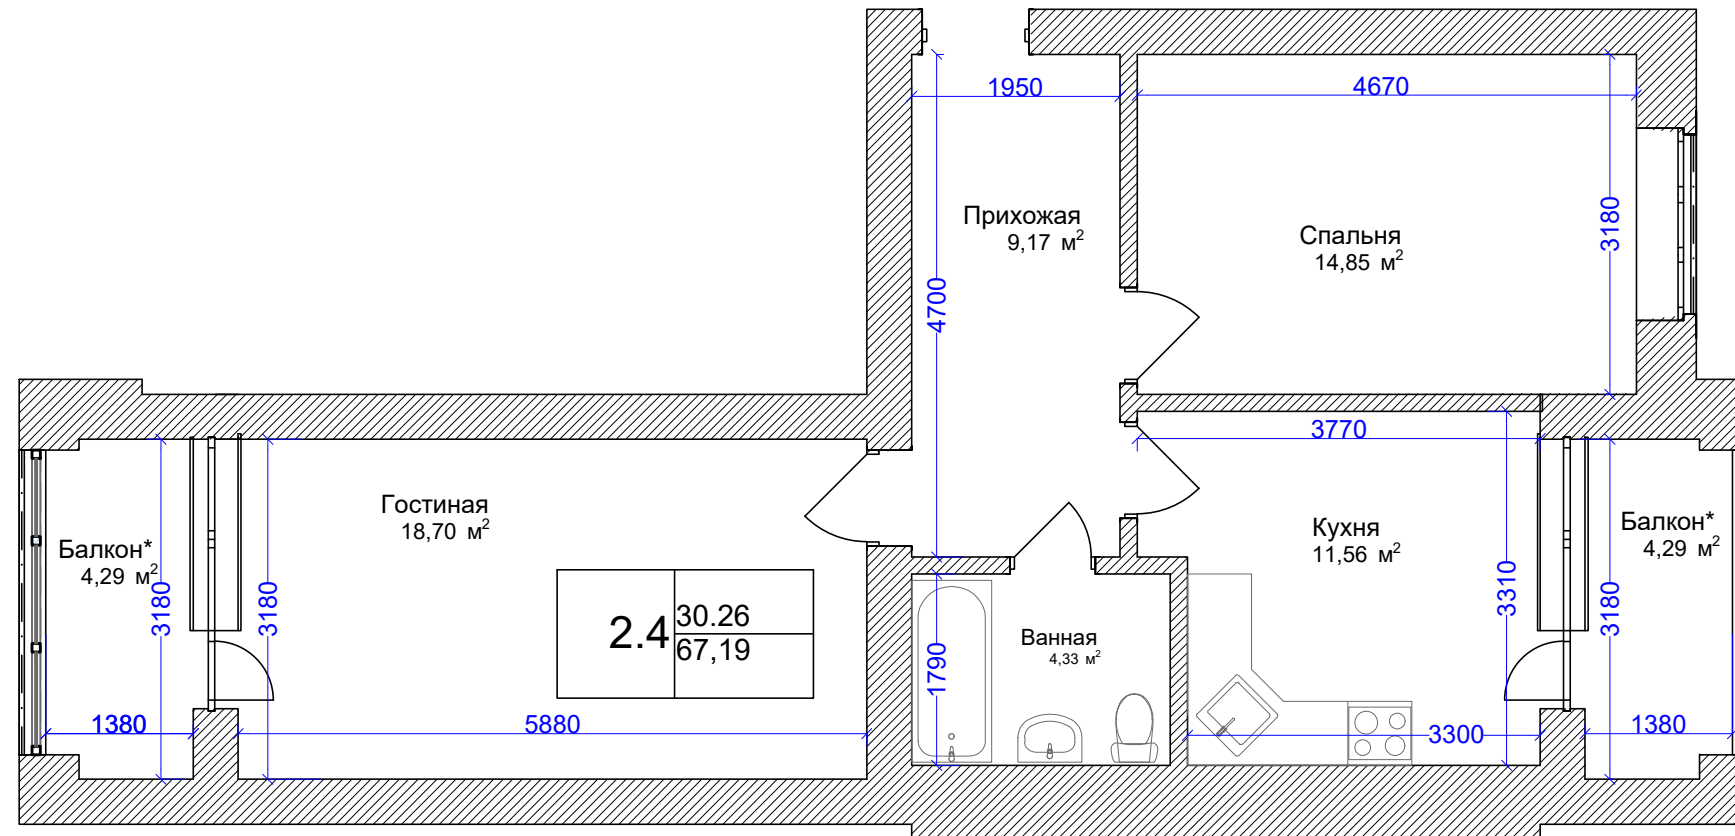 1950
4670
Прихожая
9,17 м²
Спальня
14,85 м²
3180
4700
3770
Гостиная
18,70 м²
Кухня
11,56 м²
Балкон*
4,29 м²
Балкон*
4,29 м²
3180
3180
2.4
30.26
67,19
Ванная
4,33 м²
1790
3310
3180
1380
5880
3300
1380